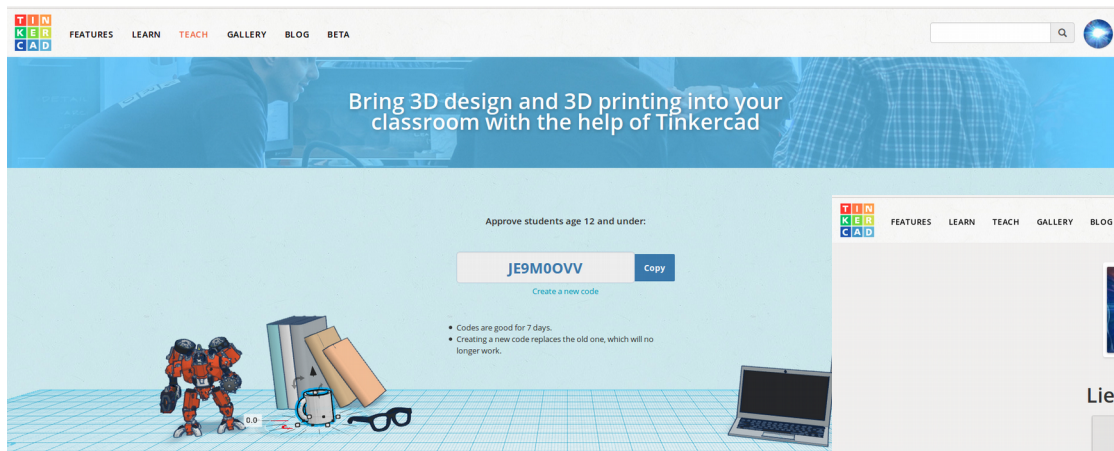 TIN
KER
CAD
FEATURES LEARN TEACH GALLERY BLOG BETA
Bring 3D design and 3D printing into your
classroom with the help of Tinkercad
Approve students age 12 and under:
JE9M0OVV Copy
Create a new code
Codes are good for 7 days.
Creating a new code replaces the old one, which will no
longer work.
0.0
TIN
KER
CAD
FEATURES LEARN TEACH GALLERY BLOG
Lie